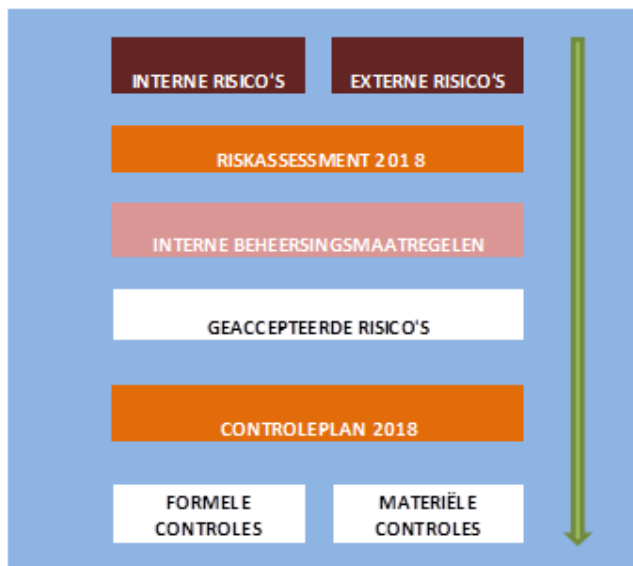 INTERNE RISICO'S
EXTERNE RISICO'S
RISKASSESSMENT 2018
INTERNE BEHEERSINGSMAATREGELEN
GEACCEPTEERDE RISICO'S
CONTROLEPLAN 2018
FORMELE
CONTROLES
MATERIËLE
CONTROLES